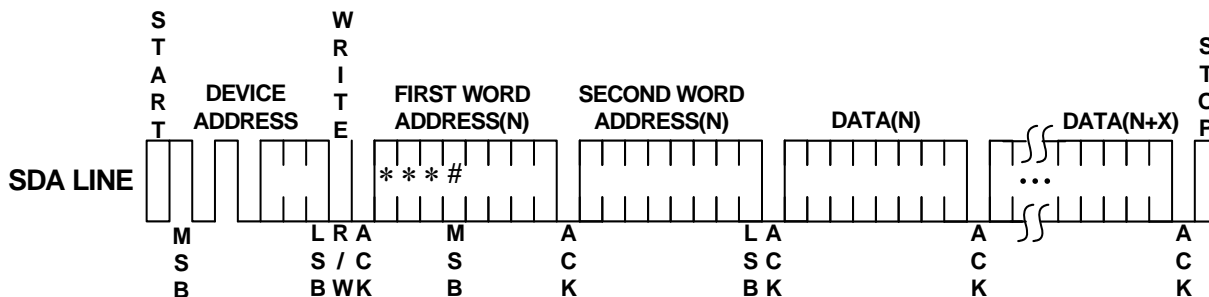 START
WRITE
STOP
DEVICE
ADDRESS
FIRST WORD
ADDRESS(N)
SECOND WORD
ADDRESS(N)
DATA(N)
DATA(N+X)
SDA LINE
* * * #
...
MSB
LSB
R/W
ACK
MSB
ACK
LSB
ACK
ACK
ACK